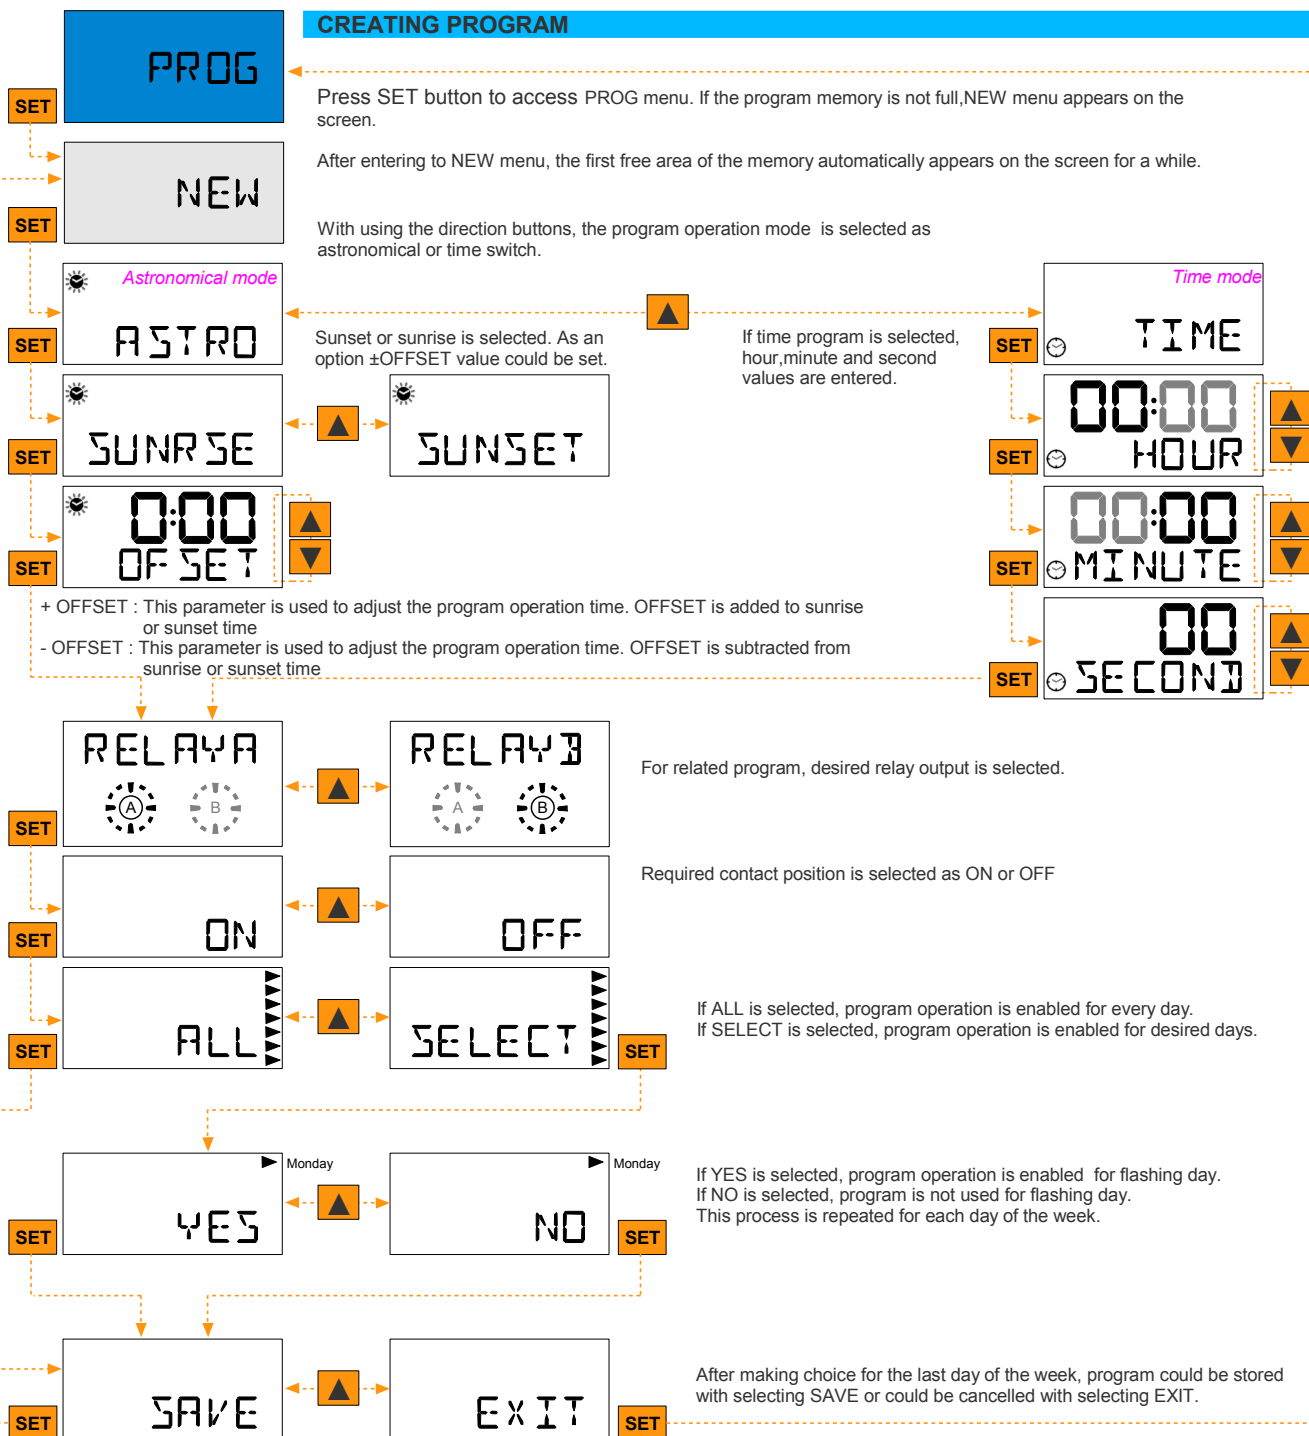 CREATING PROGRAM
PROG
SET
Press SET button to access PROG menu. If the program memory is not full,NEW menu appears on the
screen.
After entering to NEW menu, the first free area of the memory automatically appears on the screen for a while.
NEW
SET
With using the direction buttons, the program operation mode is selected as
astronomical or time switch.
Astronomical mode
ASTRO
SET
Sunset or sunrise is selected. As an
option ±OFFSET value could be set.
If time program is selected,
hour,minute and second
values are entered.
Time mode
TIME
SET
SUNRSE
SET
SUNSET
00:00
HOUR
SET
0:00
OFSET
SET
00:00
MINUTE
SET
+ OFFSET : This parameter is used to adjust the program operation time. OFFSET is added to sunrise
or sunset time
- OFFSET : This parameter is used to adjust the program operation time. OFFSET is subtracted from
sunrise or sunset time
00
SECOND
SET
RELAYA
A B
SET
RELAYB
A B
For related program, desired relay output is selected.
ON
SET
OFF
Required contact position is selected as ON or OFF
ALL
SET
SELECT
SET
If ALL is selected, program operation is enabled for every day.
If SELECT is selected, program operation is enabled for desired days.
Monday
YES
SET
Monday
NO
SET
If YES is selected, program operation is enabled for flashing day.
If NO is selected, program is not used for flashing day.
This process is repeated for each day of the week.
SAVE
SET
EXIT
SET
After making choice for the last day of the week, program could be stored
with selecting SAVE or could be cancelled with selecting EXIT.